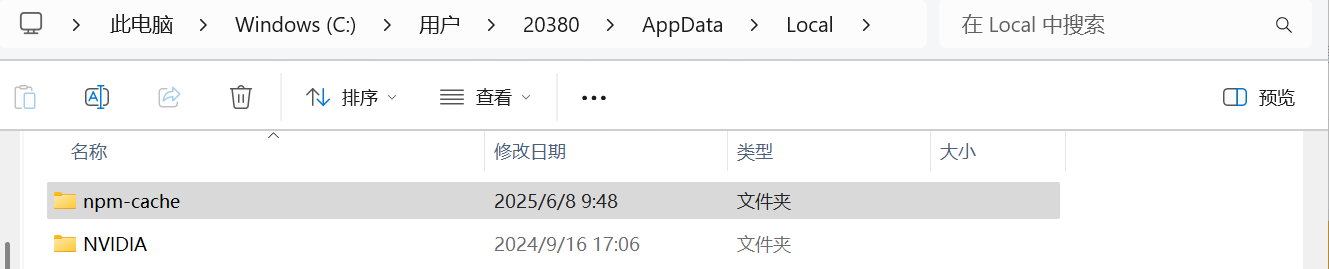 此电脑 > Windows (C:) > 用户 > 20380 > AppData > Local > 在 Local 中搜索
排序 查看 ••• 预览
名称 修改日期 类型 大小
npm-cache 2025/6/8 9:48 文件夹
NVIDIA 2024/9/16 17:06 文件夹